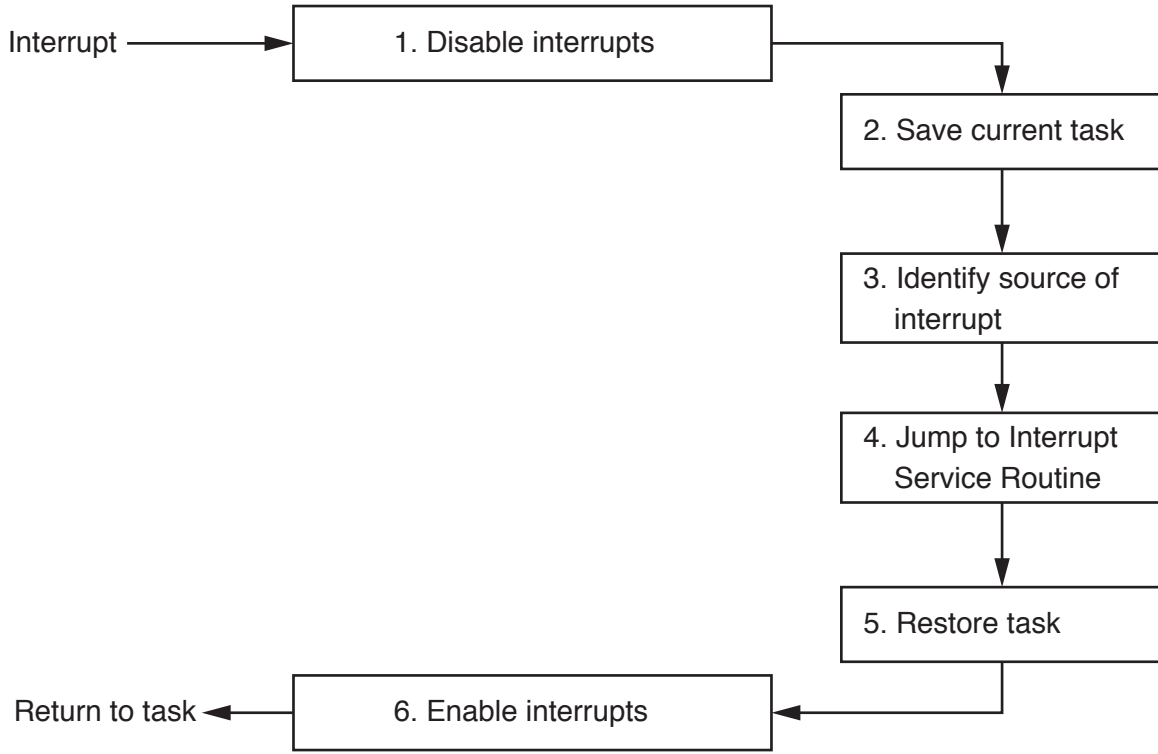 Interrupt
1. Disable interrupts
2. Save current task
3. Identify source of
interrupt
4. Jump to Interrupt
Service Routine
5. Restore task
6. Enable interrupts
Return to task